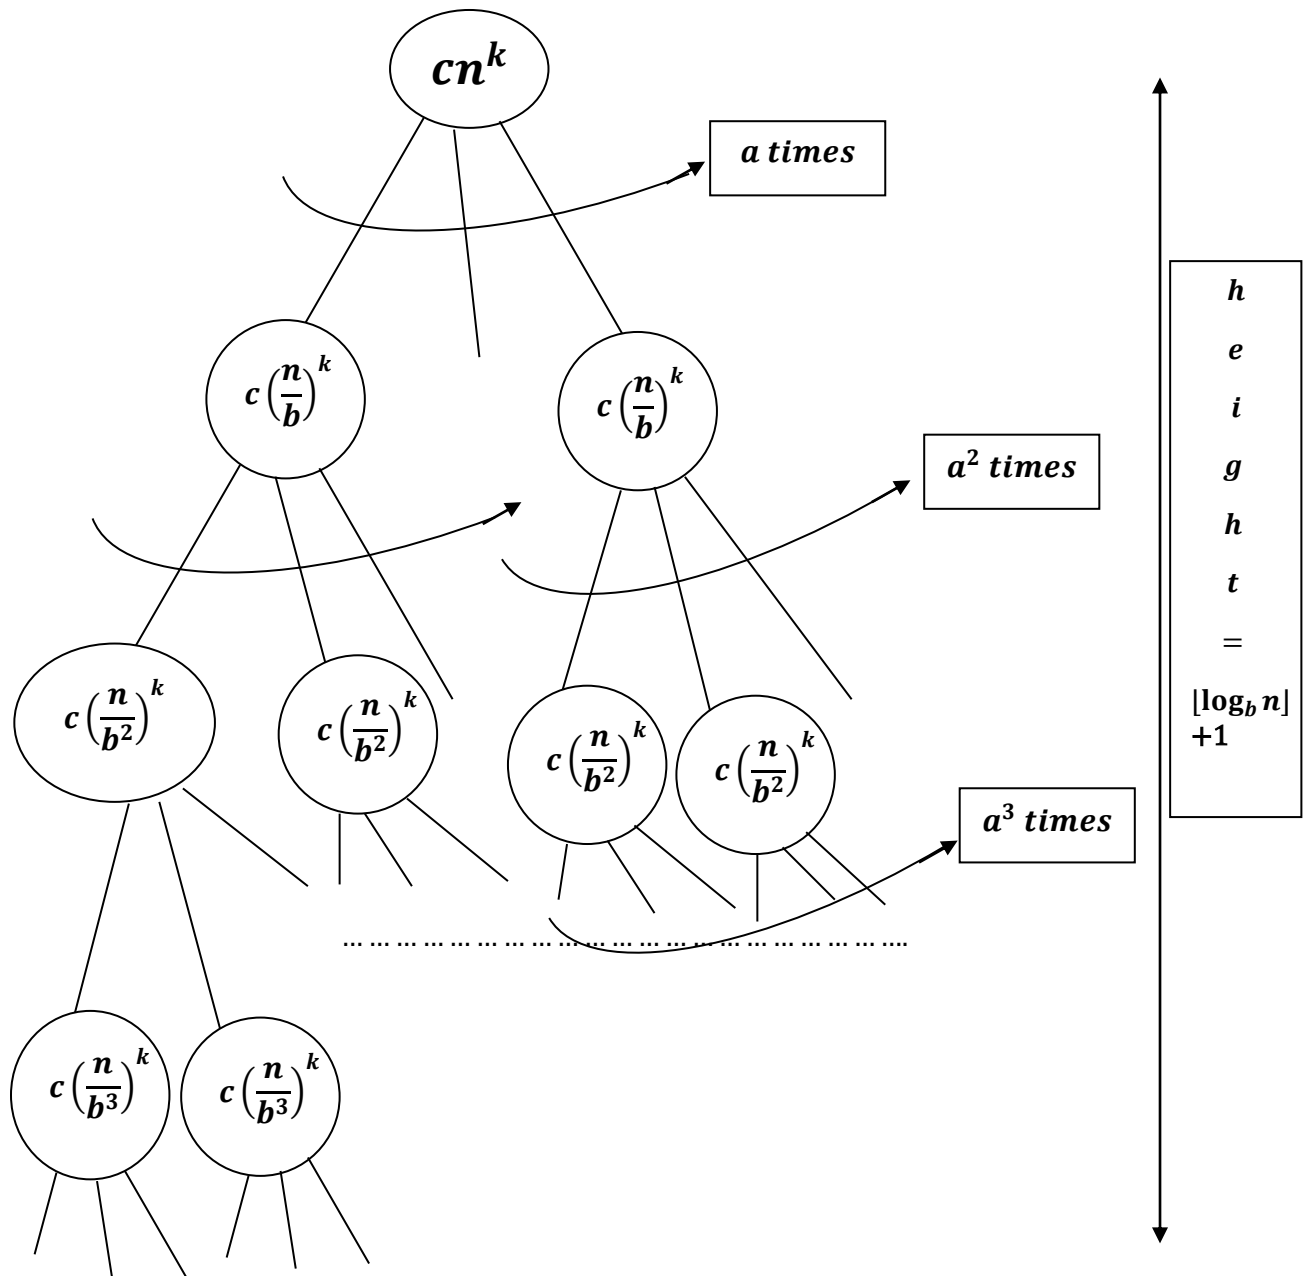 cn^k
a times
c(n/b)^k
c(n/b)^k
a^2 times
c(n/b^2)^k
c(n/b^2)^k
c(n/b^2)^k
c(n/b^2)^k
a^3 times
… … … … … … … … … … … … … … … … … … … … ….
c(n/b^3)^k
c(n/b^3)^k
h
e
i
g
h
t
=
⌊log_b n⌋
+1